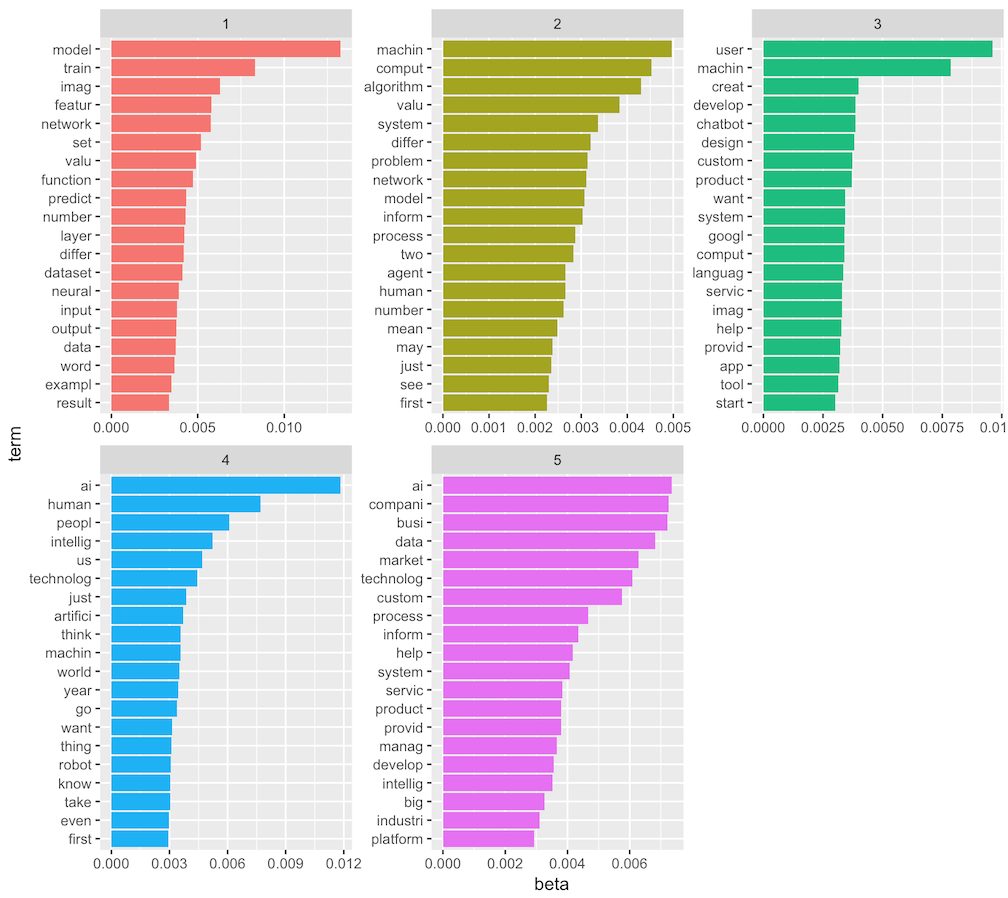 1
model
train
imag
featur
network
set
valu
function
predict
number
layer
differ
dataset
neural
input
output
data
word
exampl
result
0.000 0.005 0.010
2
machin
comput
algorithm
valu
system
differ
problem
network
model
inform
process
two
agent
human
number
mean
may
just
see
first
0.000 0.001 0.002 0.003 0.004 0.005
3
user
machin
creat
develop
chatbot
design
custom
product
want
system
googl
comput
languag
servic
imag
help
provid
app
tool
start
0.0000 0.0025 0.0050 0.0075 0.01
term
4
ai
human
peopl
intellig
us
technolog
just
artifici
think
machin
world
year
go
want
thing
robot
know
take
even
first
0.000 0.003 0.006 0.009 0.012
5
ai
compani
busi
data
market
technolog
custom
process
inform
help
system
servic
product
provid
manag
develop
intellig
big
industri
platform
0.000 0.002 0.004 0.006
beta